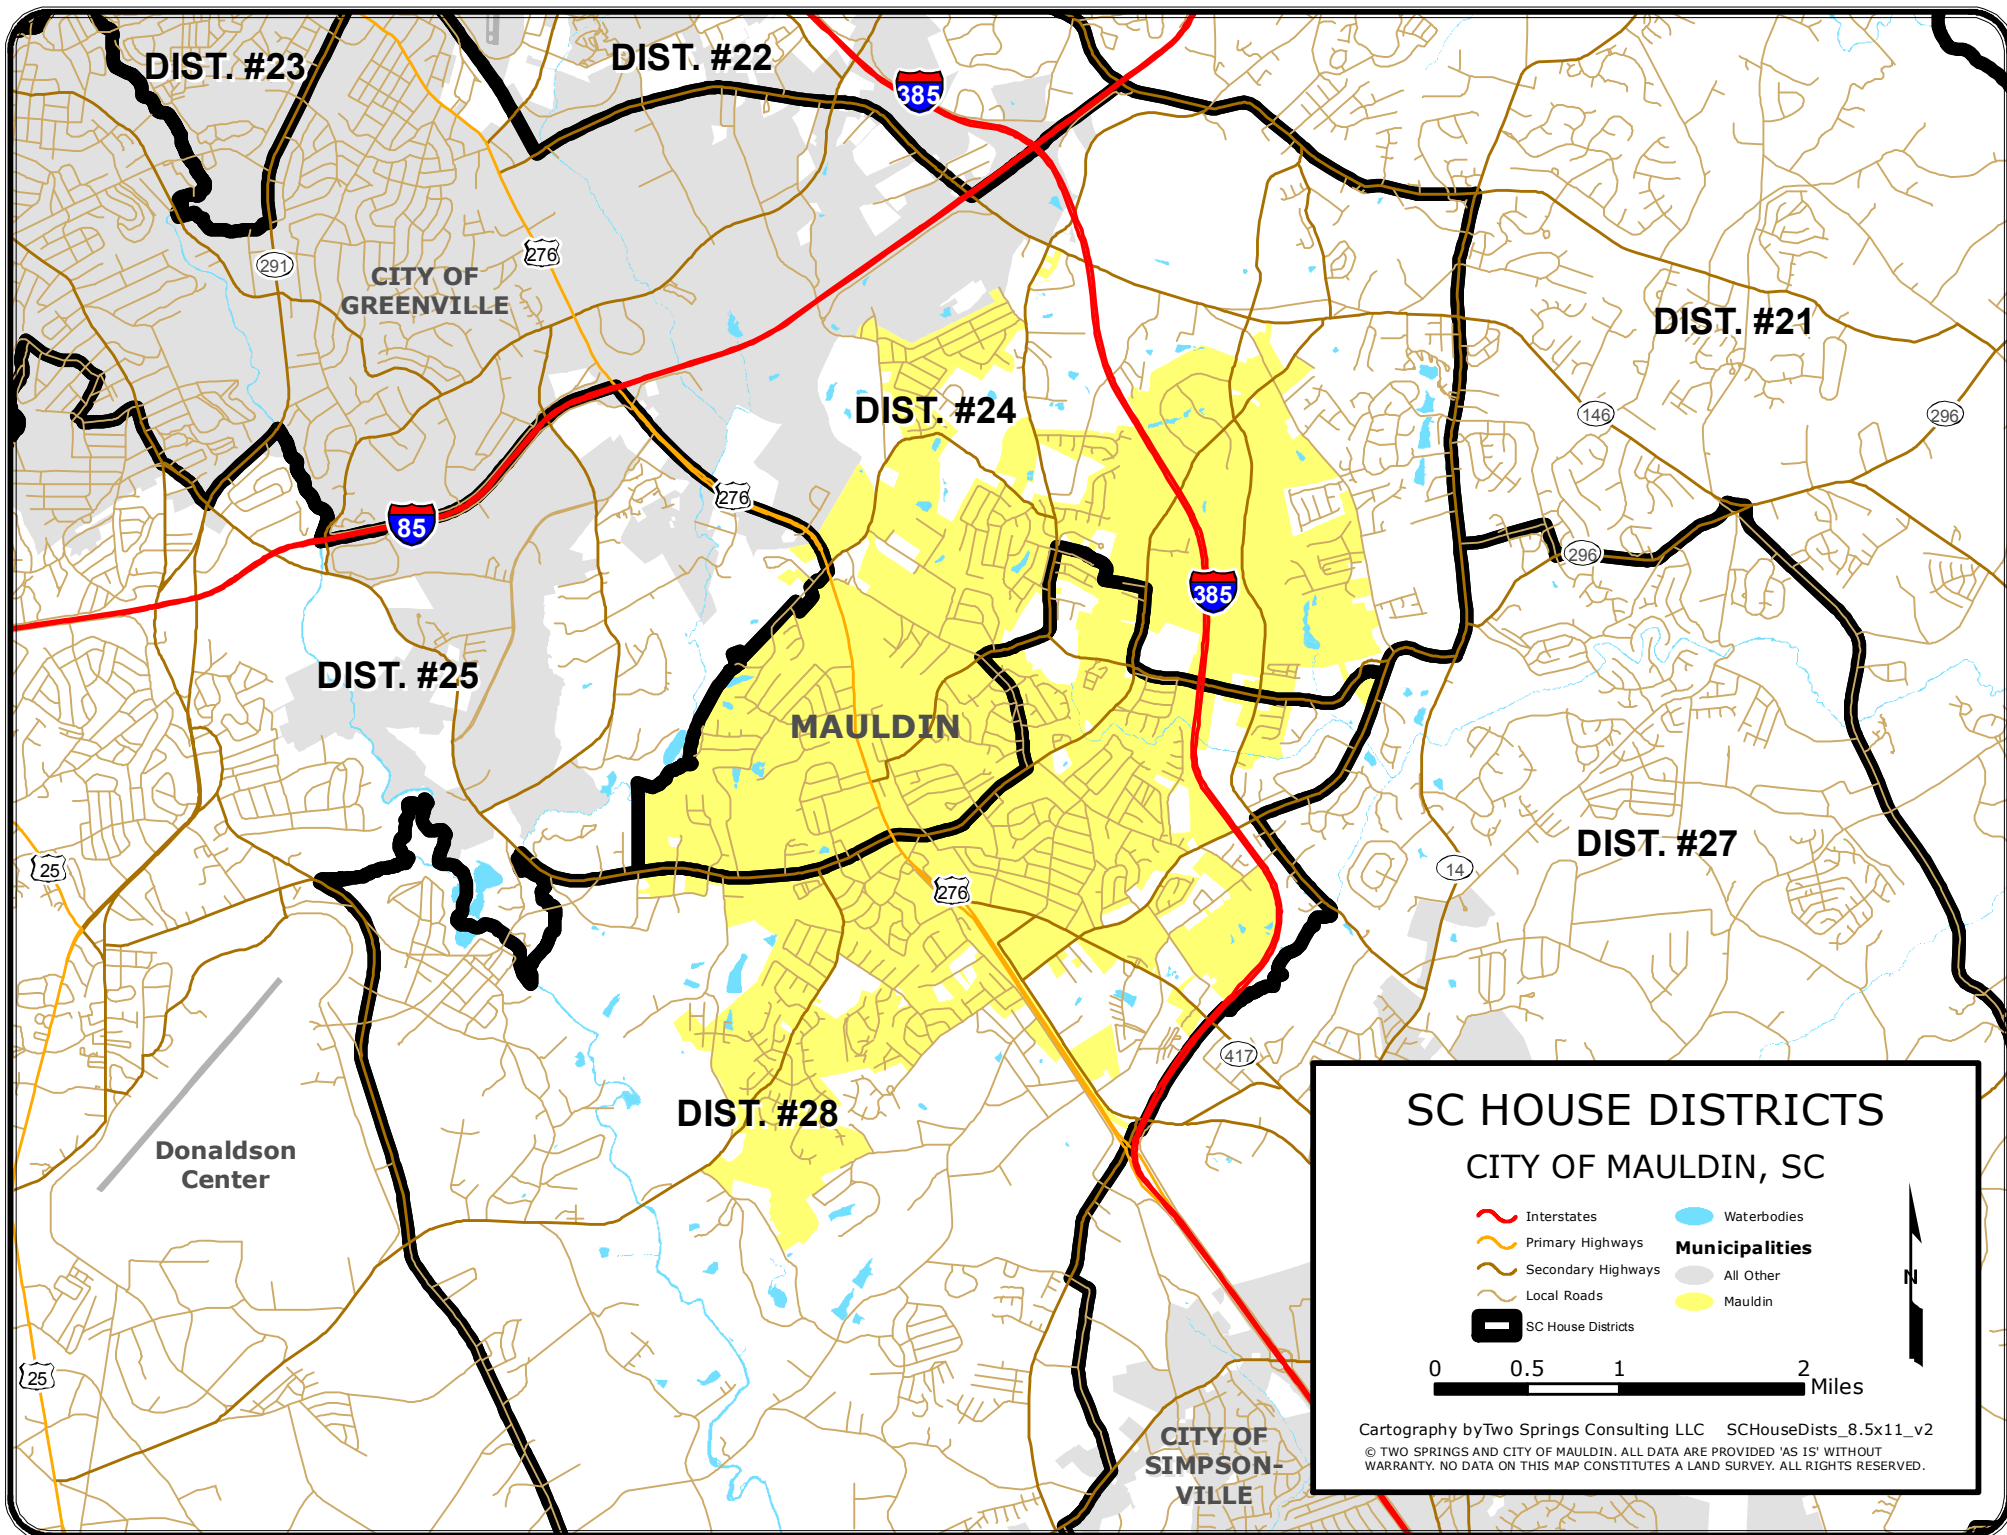 DIST. #23
DIST. #22
385
276
291
CITY OF
GREENVILLE
DIST. #21
DIST. #24
146
296
276
85
296
385
DIST. #25
MAULDIN
DIST. #27
25
276
14
417
DIST. #28
Donaldson
Center
25
CITY OF
SIMPSON-
VILLE
SC HOUSE DISTRICTS
CITY OF MAULDIN, SC
Interstates
Primary Highways
Secondary Highways
Local Roads
SC House Districts
Waterbodies
Municipalities
All Other
Mauldin
N
0 0.5 1 2
Miles
Cartography byTwo Springs Consulting LLC SCHouseDists_8.5x11_v2
© TWO SPRINGS AND CITY OF MAULDIN. ALL DATA ARE PROVIDED 'AS IS' WITHOUT
WARRANTY. NO DATA ON THIS MAP CONSTITUTES A LAND SURVEY. ALL RIGHTS RESERVED.